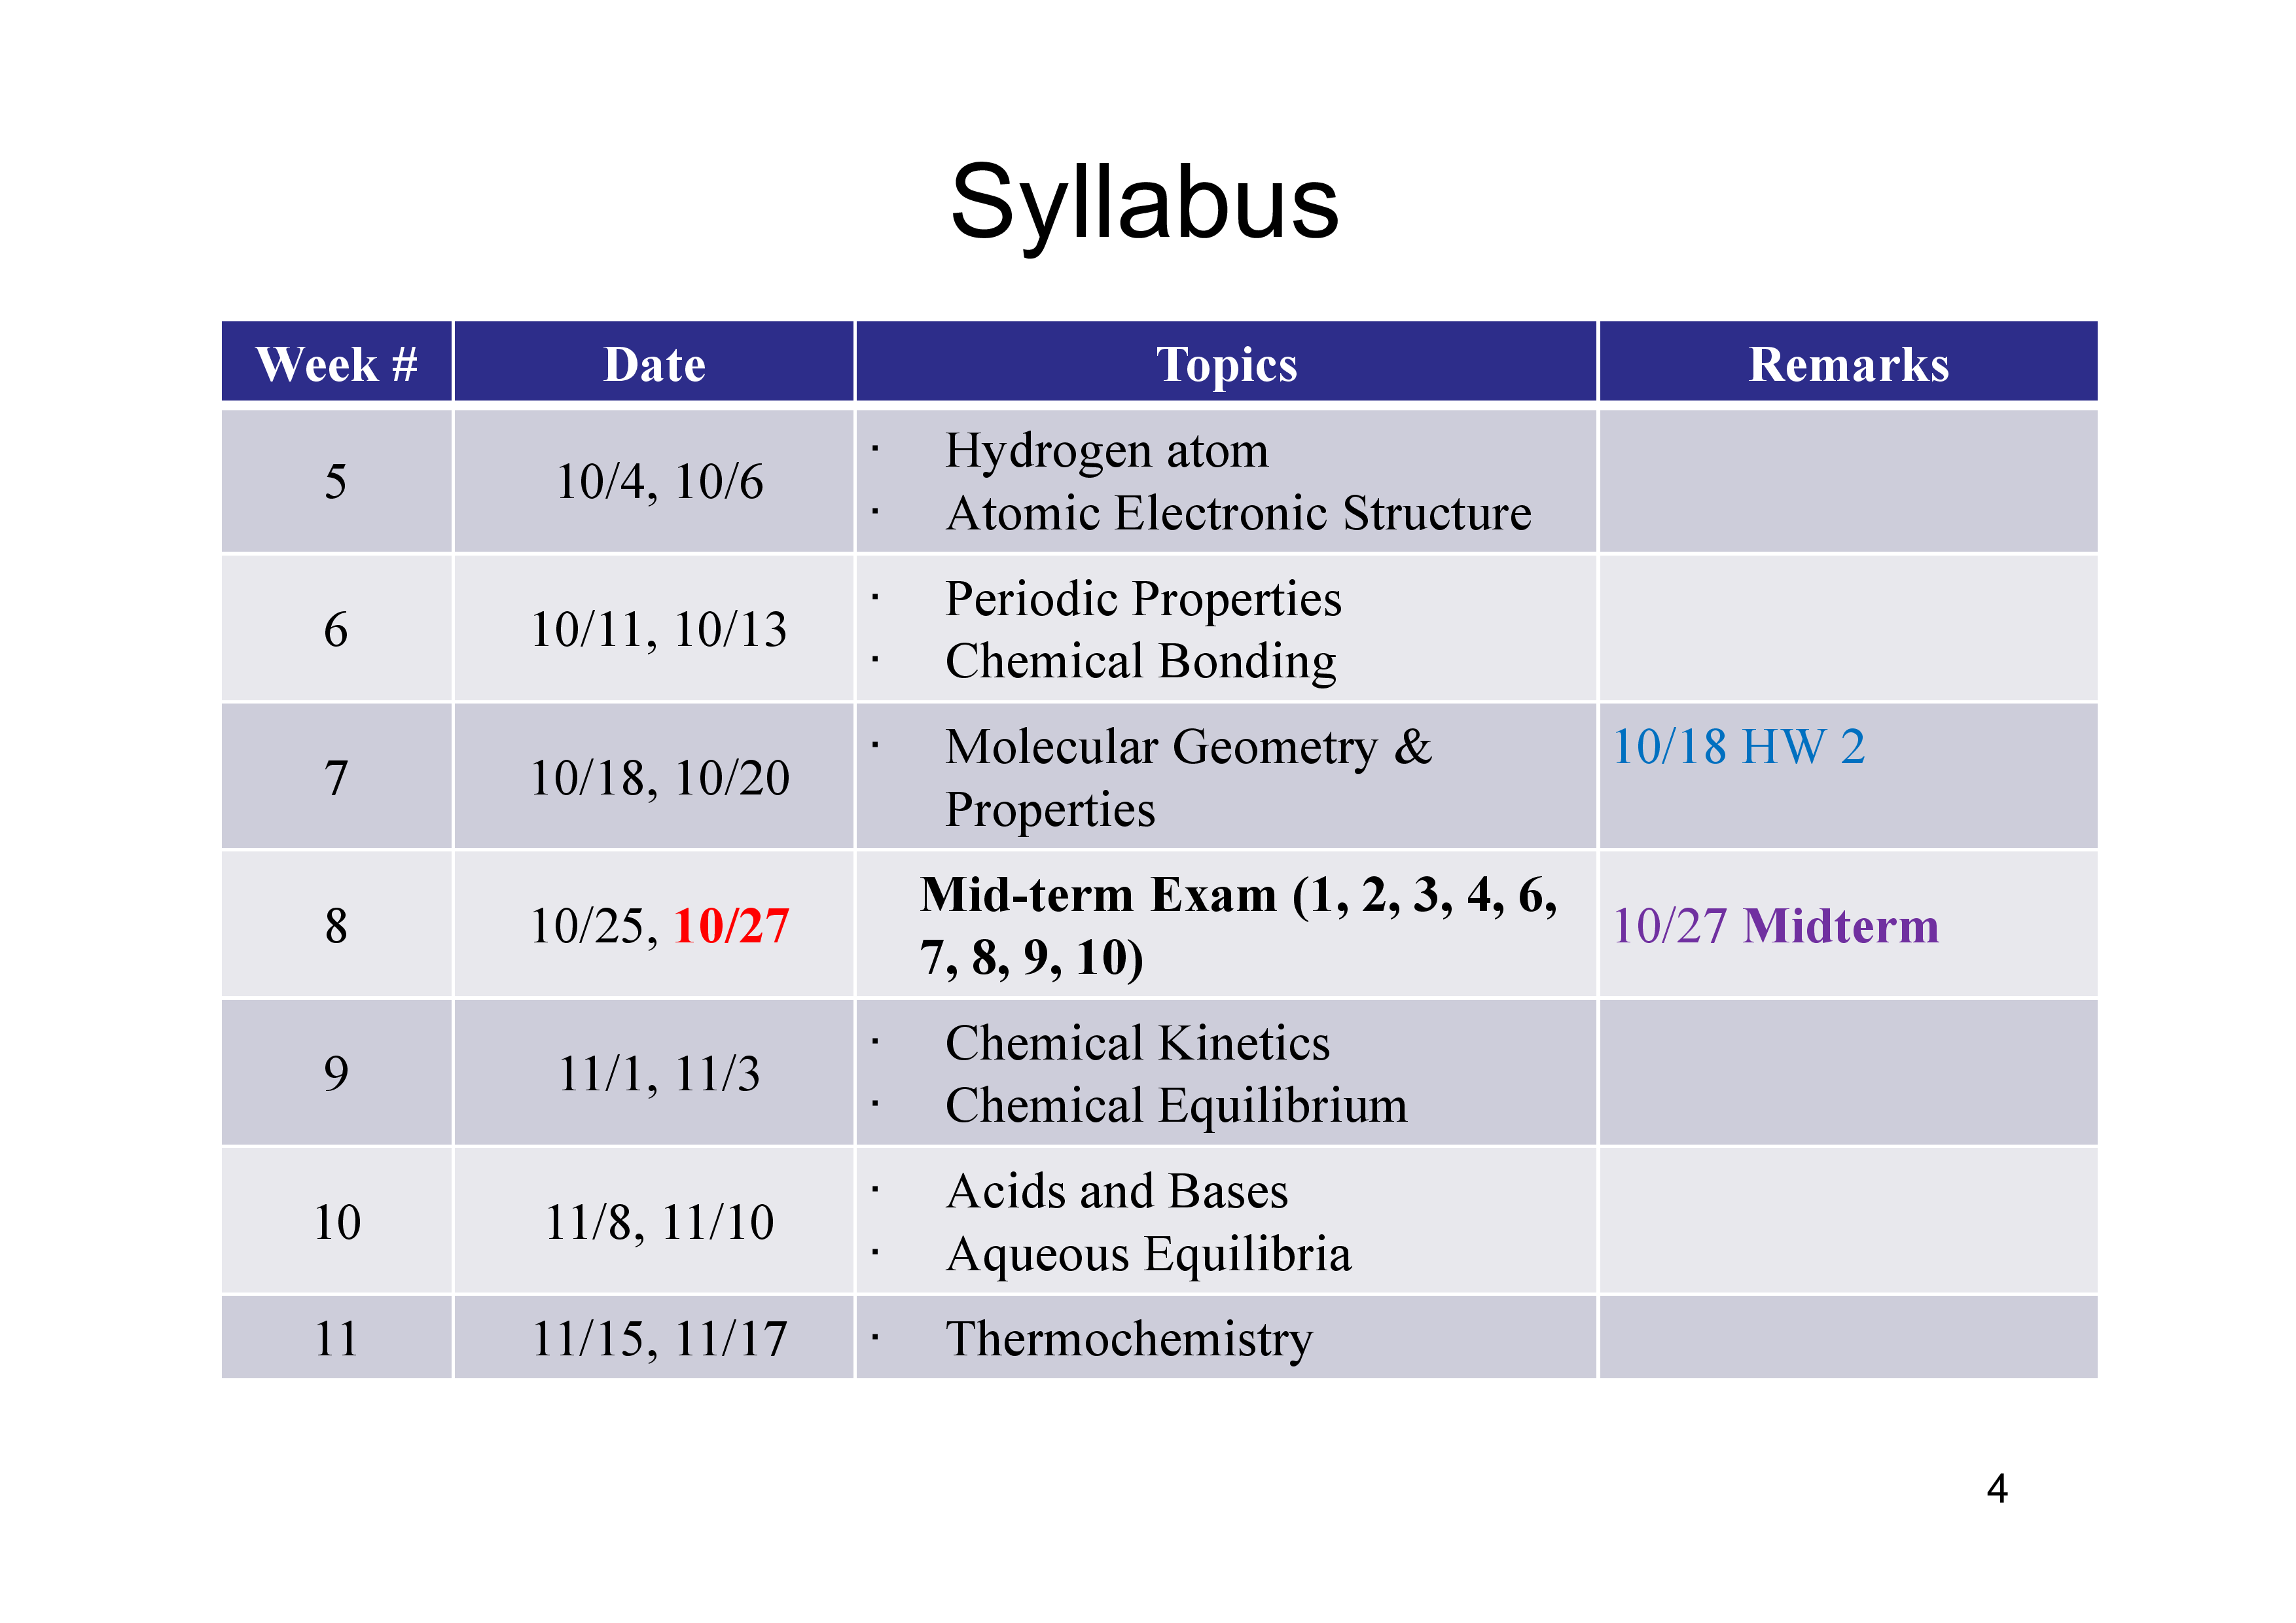 Syllabus
Week # Date Topics Remarks
5 10/4, 10/6
· Hydrogen atom
· Atomic Electronic Structure
6 10/11, 10/13
· Periodic Properties
· Chemical Bonding
7 10/18, 10/20
· Molecular Geometry &
Properties
10/18 HW 2
8 10/25, 10/27
Mid-term Exam (1, 2, 3, 4, 6,
7, 8, 9, 10)
10/27 Midterm
9 11/1, 11/3
· Chemical Kinetics
· Chemical Equilibrium
10 11/8, 11/10
· Acids and Bases
· Aqueous Equilibria
11 11/15, 11/17
· Thermochemistry
4